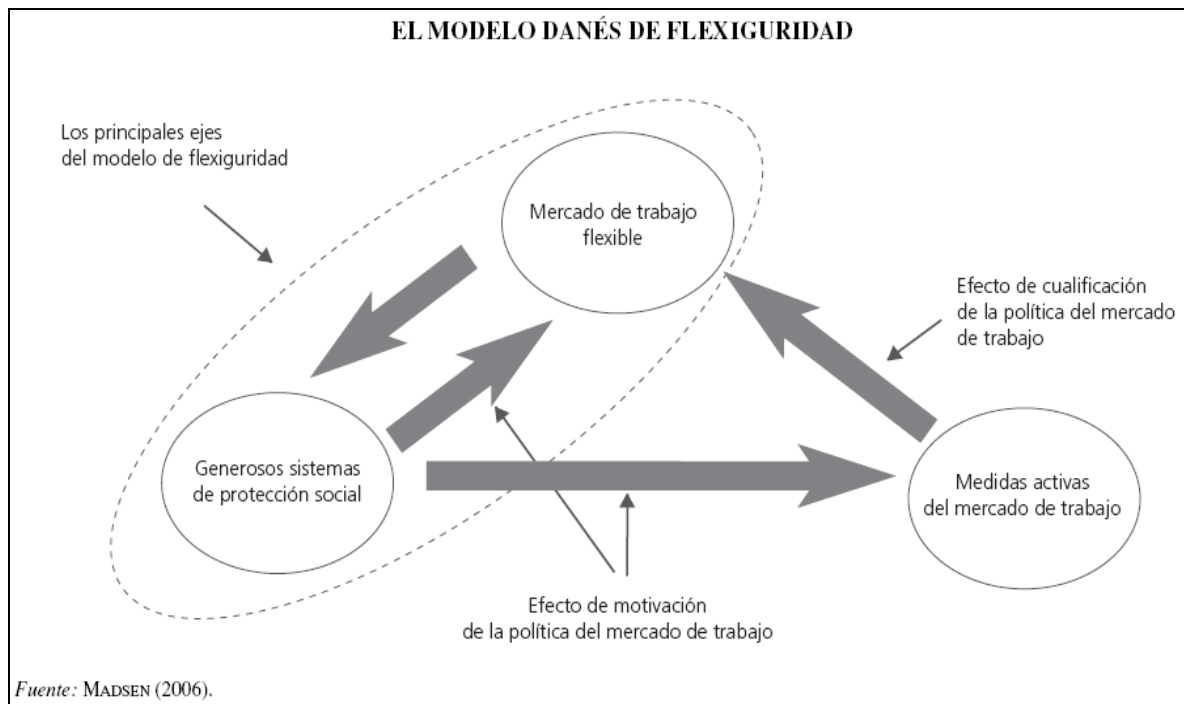 EL MODELO DANÉS DE FLEXIGURIDAD
Los principales ejes
del modelo de flexiguridad
Mercado de trabajo
flexible
Efecto de cualificación
de la política del mercado
de trabajo
Generosos sistemas
de protección social
Medidas activas
del mercado de trabajo
Efecto de motivación
de la política del mercado de trabajo
Fuente: MADSEN (2006).